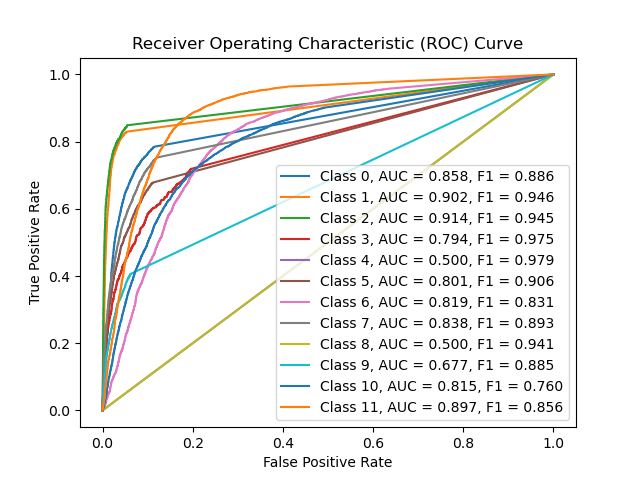 Receiver Operating Characteristic (ROC) Curve
True Positive Rate
1.0
0.8
0.6
0.4
0.2
0.0
Class 0, AUC = 0.858, F1 = 0.886
Class 1, AUC = 0.902, F1 = 0.946
Class 2, AUC = 0.914, F1 = 0.945
Class 3, AUC = 0.794, F1 = 0.975
Class 4, AUC = 0.500, F1 = 0.979
Class 5, AUC = 0.801, F1 = 0.906
Class 6, AUC = 0.819, F1 = 0.831
Class 7, AUC = 0.838, F1 = 0.893
Class 8, AUC = 0.500, F1 = 0.941
Class 9, AUC = 0.677, F1 = 0.885
Class 10, AUC = 0.815, F1 = 0.760
Class 11, AUC = 0.897, F1 = 0.856
0.0 0.2 0.4 0.6 0.8 1.0
False Positive Rate